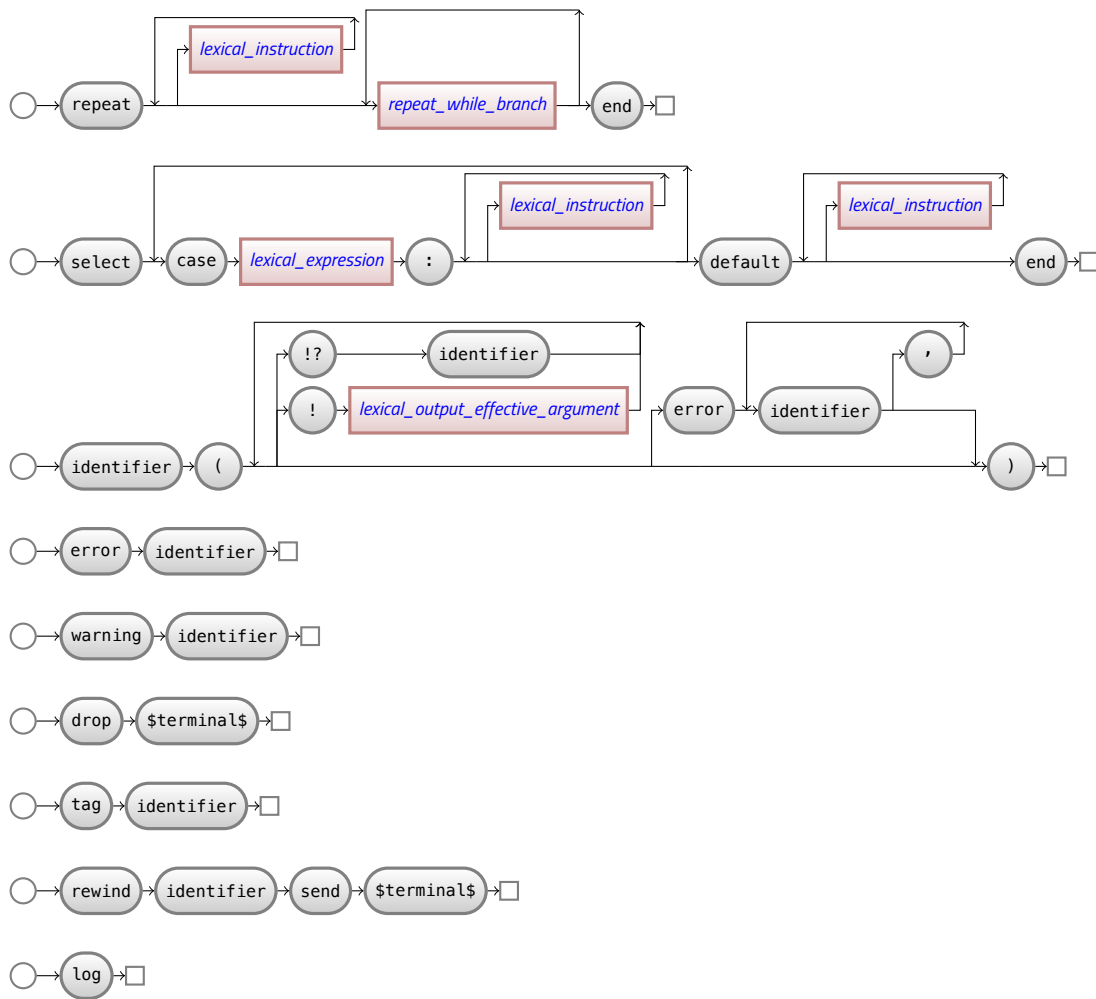 lexical_instruction
repeat repeat_while_branch end
lexical_instruction lexical_instruction
select case lexical_expression : default end
!? identifier ,
! lexical_output_effective_argument error identifier
identifier ( )
error identifier
warning identifier
drop $terminal$
tag identifier
rewind identifier send $terminal$
log